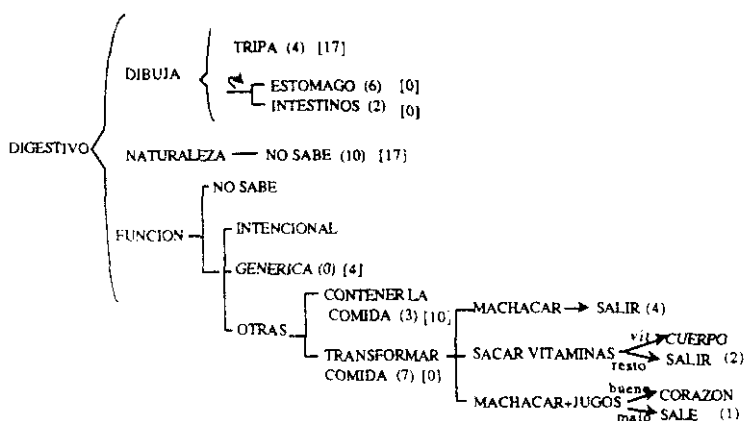 TRIPA (4) [17]
DIBUJA
ESTOMAGO (6) [0]
INTESTINOS (2) [0]
DIGESTIVO
NATURALEZA NO SABE (10) [17]
NO SABE
FUNCION
INTENCIONAL
GENERICA (0) [4]
OTRAS
CONTENER LA
COMIDA (3) [10]
TRANSFORMAR
COMIDA (7) [0]
MACHACAR SALIR (4)
SACAR VITAMINAS vit CUERPO
resto SALIR (2)
MACHACAR+JUGOS bueno CORAZON
malo SALE (1)